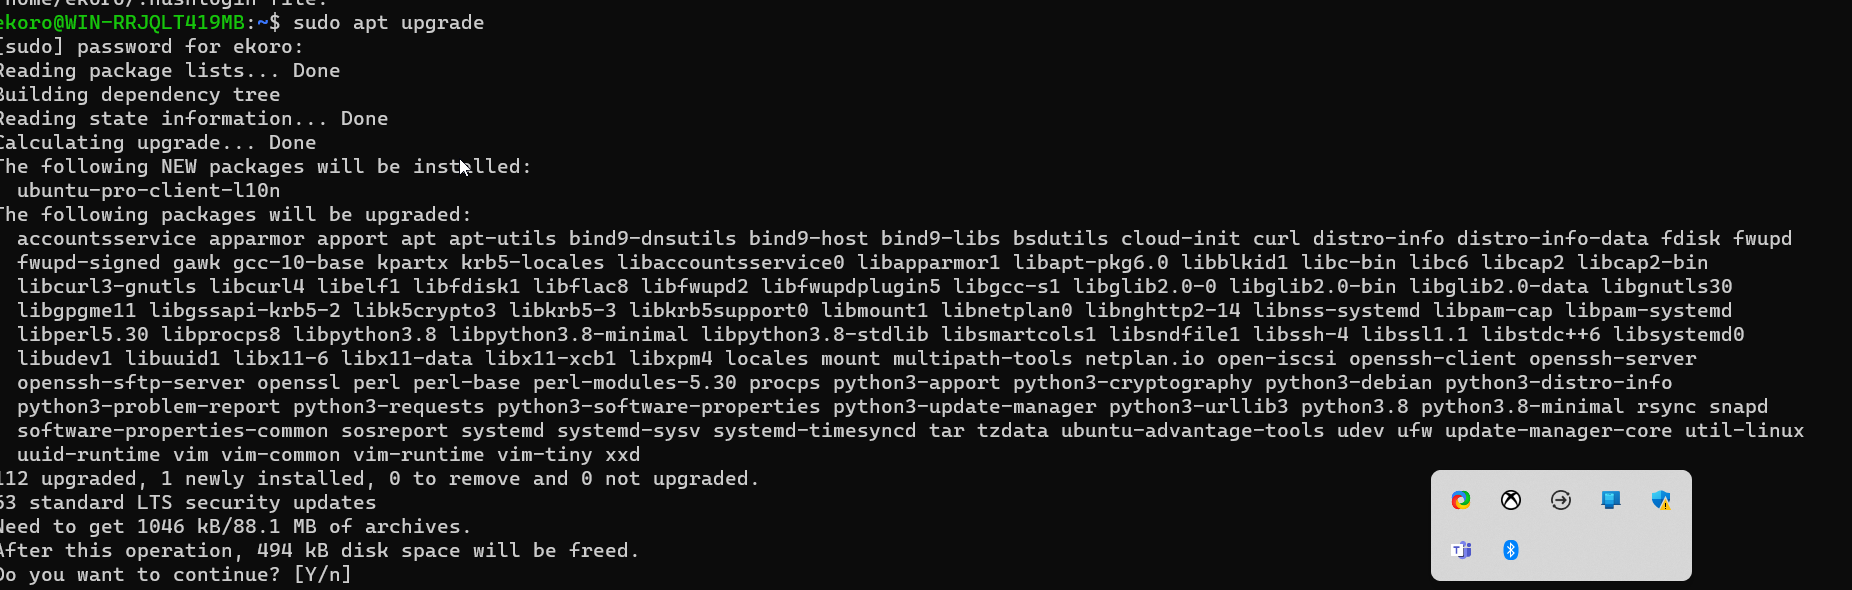 /home/ekoro/.hushlogin file.
ekoro@WIN-RRJQLT419MB:~$ sudo apt upgrade
[sudo] password for ekoro:
Reading package lists... Done
Building dependency tree
Reading state information... Done
Calculating upgrade... Done
The following NEW packages will be installed:
ubuntu-pro-client-l10n
The following packages will be upgraded:
accountsservice apparmor apport apt apt-utils bind9-dnsutils bind9-host bind9-libs bsdutils cloud-init curl distro-info distro-info-data fdisk fwupd
fwupd-signed gawk gcc-10-base kpartx krb5-locales libaccountsservice0 libapparmor1 libapt-pkg6.0 libblkid1 libc-bin libc6 libcap2 libcap2-bin
libcurl3-gnutls libcurl4 libelf1 libfdisk1 libflac8 libfwupd2 libfwupdplugin5 libgcc-s1 libglib2.0-0 libglib2.0-bin libglib2.0-data libgnutls30
libgpgme11 libgssapi-krb5-2 libk5crypto3 libkrb5-3 libkrb5support0 libmount1 libnetplan0 libnghttp2-14 libnss-systemd libpam-cap libpam-systemd
libperl5.30 libprocps8 libpython3.8 libpython3.8-minimal libpython3.8-stdlib libsmartcols1 libsndfile1 libssh-4 libssl1.1 libstdc++6 libsystemd0
libudev1 libuuid1 libx11-6 libx11-data libx11-xcb1 libxpm4 locales mount multipath-tools netplan.io open-iscsi openssh-client openssh-server
openssh-sftp-server openssl perl perl-base perl-modules-5.30 procps python3-apport python3-cryptography python3-debian python3-distro-info
python3-problem-report python3-requests python3-software-properties python3-update-manager python3-urllib3 python3.8 python3.8-minimal rsync snapd
software-properties-common sosreport systemd systemd-sysv systemd-timesyncd tar tzdata ubuntu-advantage-tools udev ufw update-manager-core util-linux
uuid-runtime vim vim-common vim-runtime vim-tiny xxd
112 upgraded, 1 newly installed, 0 to remove and 0 not upgraded.
63 standard LTS security updates
Need to get 1046 kB/88.1 MB of archives.
After this operation, 494 kB disk space will be freed.
Do you want to continue? [Y/n]